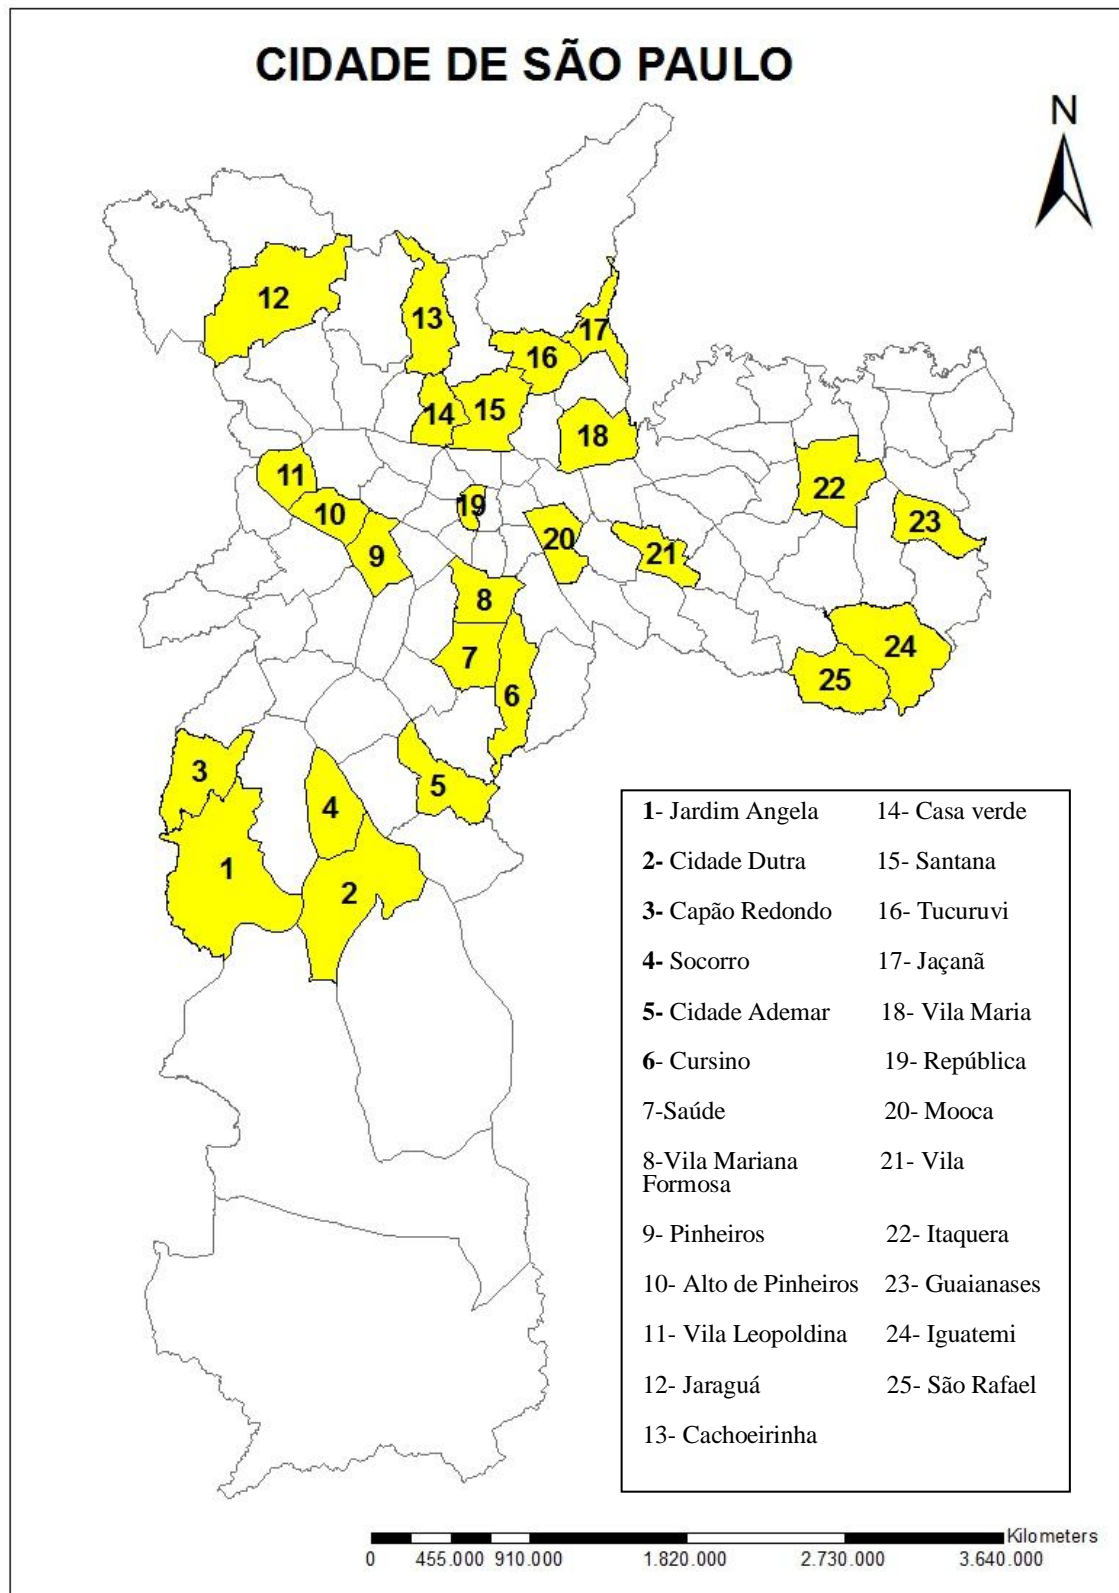 CIDADE DE SÃO PAULO
N
12
13
17
16
14
15
18
11
10
19
20
21
22
23
9
8
7
6
24
25
3
4
5
1
2
1- Jardim Angela 14- Casa verde
2- Cidade Dutra 15- Santana
3- Capão Redondo 16- Tucuruvi
4- Socorro 17- Jaçanã
5- Cidade Ademar 18- Vila Maria
6- Cursino 19- República
7-Saúde 20- Mooca
8-Vila Mariana 21- Vila
Formosa
9- Pinheiros 22- Itaquera
10- Alto de Pinheiros 23- Guaianases
11- Vila Leopoldina 24- Iguatemi
12- Jaraguá 25- São Rafael
13- Cachoeirinha
Kilometers
0 455.000 910.000 1.820.000 2.730.000 3.640.000